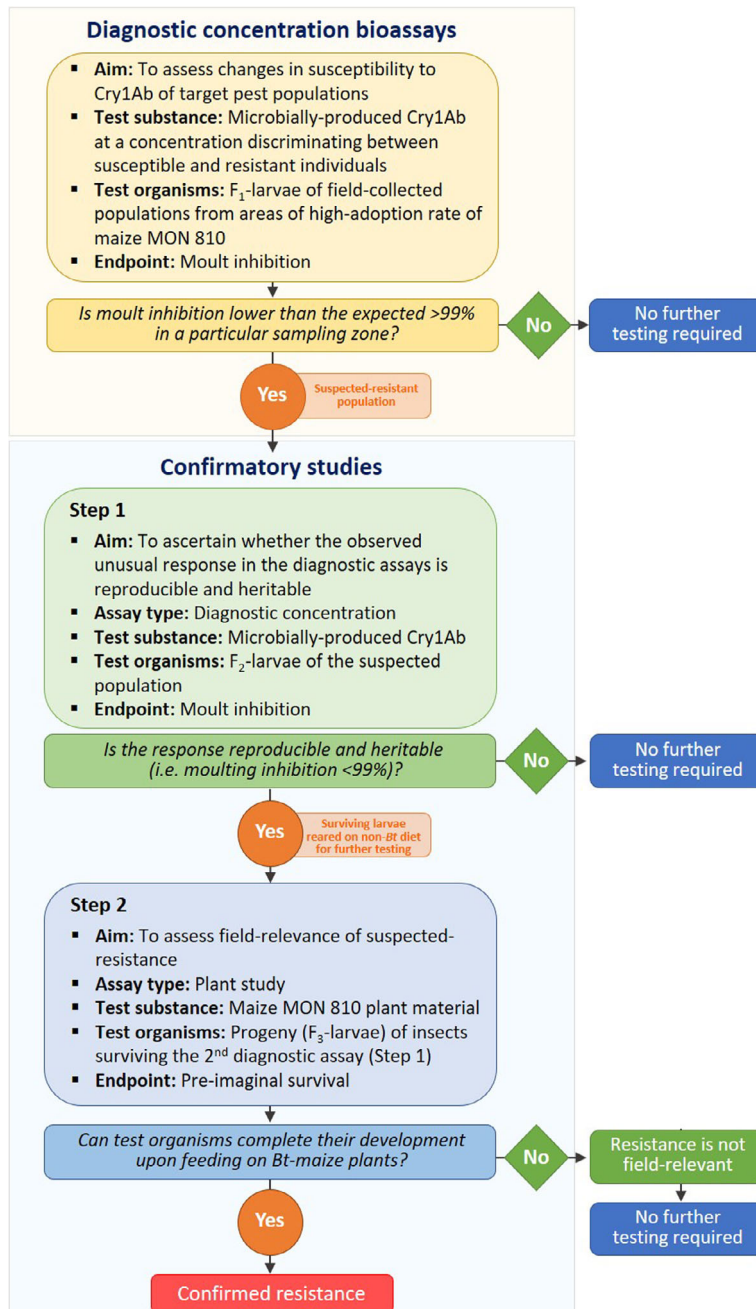 Diagnostic concentration bioassays
▪ Aim: To assess changes in susceptibility to
Cry1Ab of target pest populations
▪ Test substance: Microbially-produced Cry1Ab
at a concentration discriminating between
susceptible and resistant individuals
▪ Test organisms: F1-larvae of field-collected
populations from areas of high-adoption rate of
maize MON 810
▪ Endpoint: Moult inhibition
Is moult inhibition lower than the expected >99%
in a particular sampling zone?
No
No further
testing required
Yes
Suspected-resistant
population
Confirmatory studies
Step 1
▪ Aim: To ascertain whether the observed
unusual response in the diagnostic assays is
reproducible and heritable
▪ Assay type: Diagnostic concentration
▪ Test substance: Microbially-produced Cry1Ab
▪ Test organisms: F2-larvae of the suspected
population
▪ Endpoint: Moult inhibition
Is the response reproducible and heritable
(i.e. moulting inhibition <99%)?
No
No further
testing required
Yes
Surviving larvae
reared on non-Bt diet
for further testing
Step 2
▪ Aim: To assess field-relevance of suspected-
resistance
▪ Assay type: Plant study
▪ Test substance: Maize MON 810 plant material
▪ Test organisms: Progeny (F3-larvae) of insects
surviving the 2nd diagnostic assay (Step 1)
▪ Endpoint: Pre-imaginal survival
Can test organisms complete their development
upon feeding on Bt-maize plants?
No
Resistance is not
field-relevant
No further
testing required
Yes
Confirmed resistance